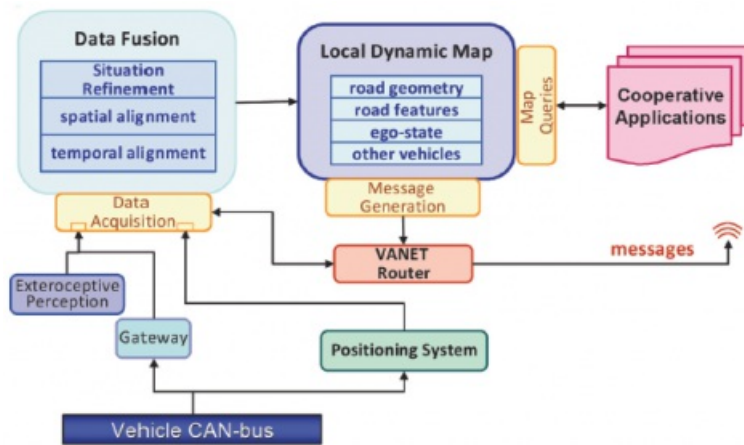 Data Fusion
Situation
Refinement
spatial alignment
temporal alignment
Data
Acquisition
Local Dynamic Map
road geometry
road features
ego-state
other vehicles
Message
Generation
Map
Queries
Cooperative
Applications
VANET
Router
messages
Exteroceptive
Perception
Gateway
Positioning System
Vehicle CAN-bus